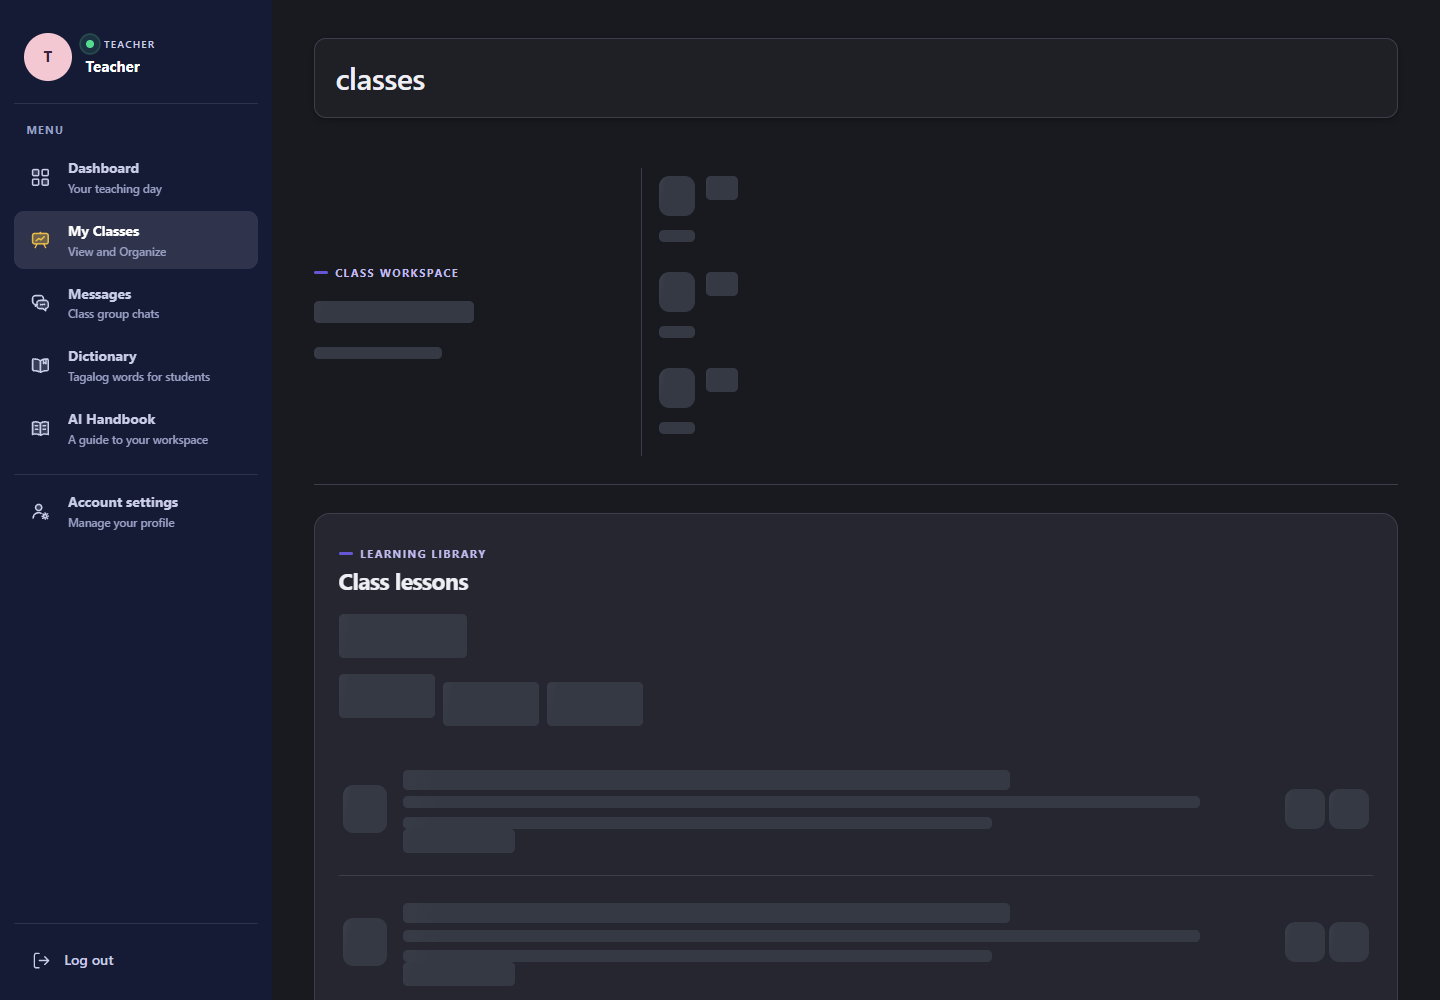 T
TEACHER
Teacher
MENU
Dashboard
Your teaching day
My Classes
View and Organize
Messages
Class group chats
Dictionary
Tagalog words for students
AI Handbook
A guide to your workspace
Account settings
Manage your profile
Log out
classes
CLASS WORKSPACE
LEARNING LIBRARY
Class lessons